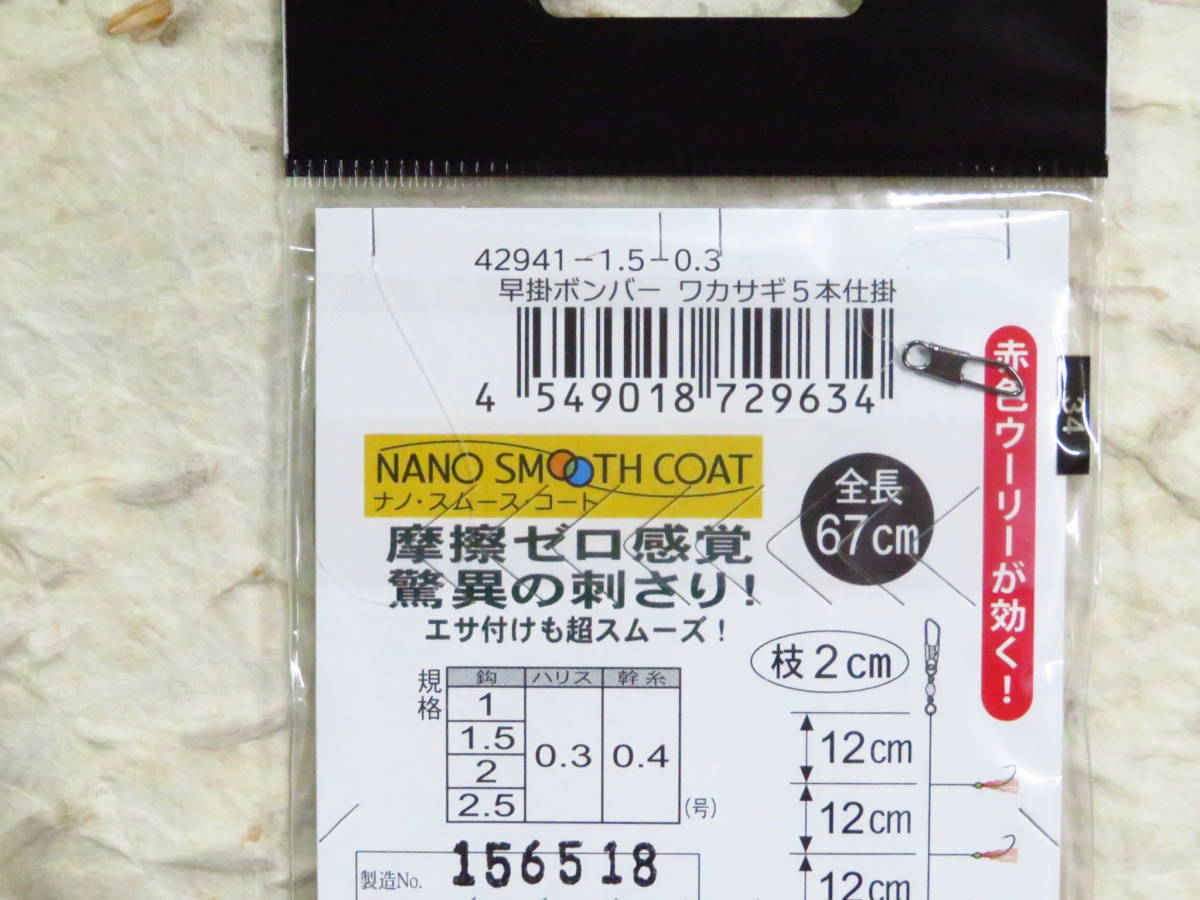 42941-1.5-0.3
早掛ボンバー ワカサギ5本仕掛
4 549018 729634
赤色ウーリーが効く!
34
NANO SMOOTH COAT
ナノ・スムース・コート
全長
67cm
摩擦ゼロ感覚
驚異の刺さり!
エサ付けも超スムーズ!
枝2cm
規格
鈎 ハリス 幹糸
1
1.5
2
2.5
0.3 0.4
(号)
12cm
12cm
12cm
製造No. 156518